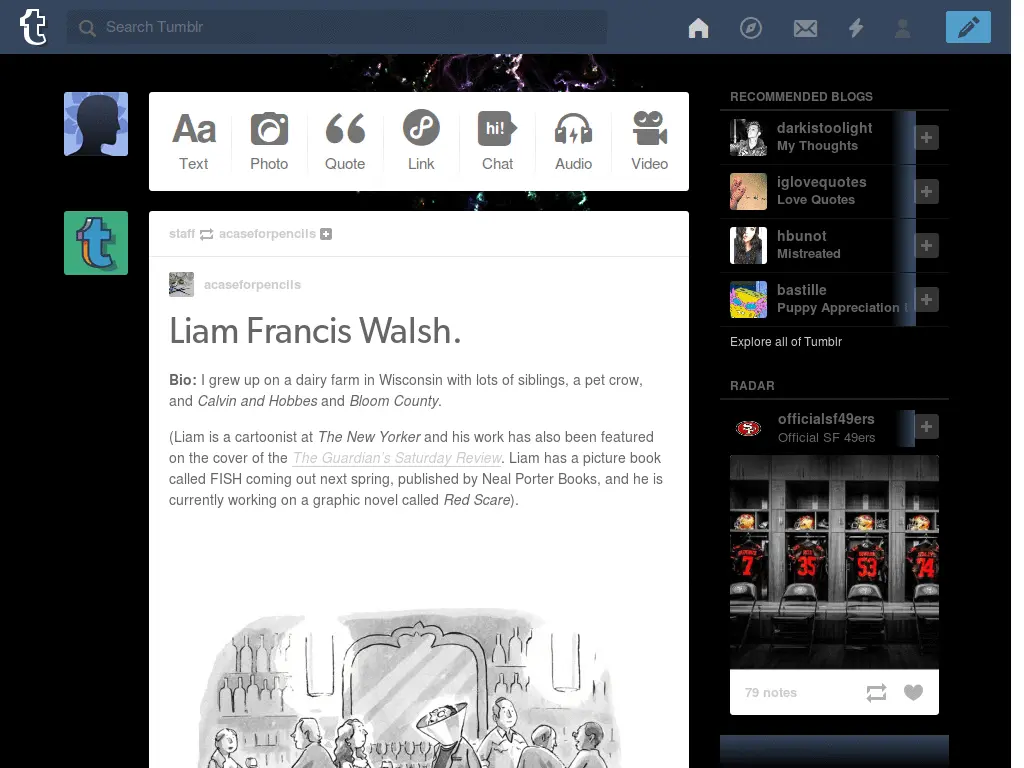 Search Tumblr
Aa
hi!
Text
Photo
Quote
Link
Chat
Audio
Video
staff acaseforpencils
acaseforpencils
Liam Francis Walsh.
Bio: I grew up on a dairy farm in Wisconsin with lots of siblings, a pet crow,
and Calvin and Hobbes and Bloom County.
(Liam is a cartoonist at The New Yorker and his work has also been featured
on the cover of the The Guardian's Saturday Review. Liam has a picture book
called FISH coming out next spring, published by Neal Porter Books, and he is
currently working on a graphic novel called Red Scare).
RECOMMENDED BLOGS
darkistoolight
My Thoughts
iglovequotes
Love Quotes
hbunot
Mistreated
bastille
Puppy Appreciation
Explore all of Tumblr
RADAR
officialsf49ers
Official SF 49ers
7
35
53
74
79 notes